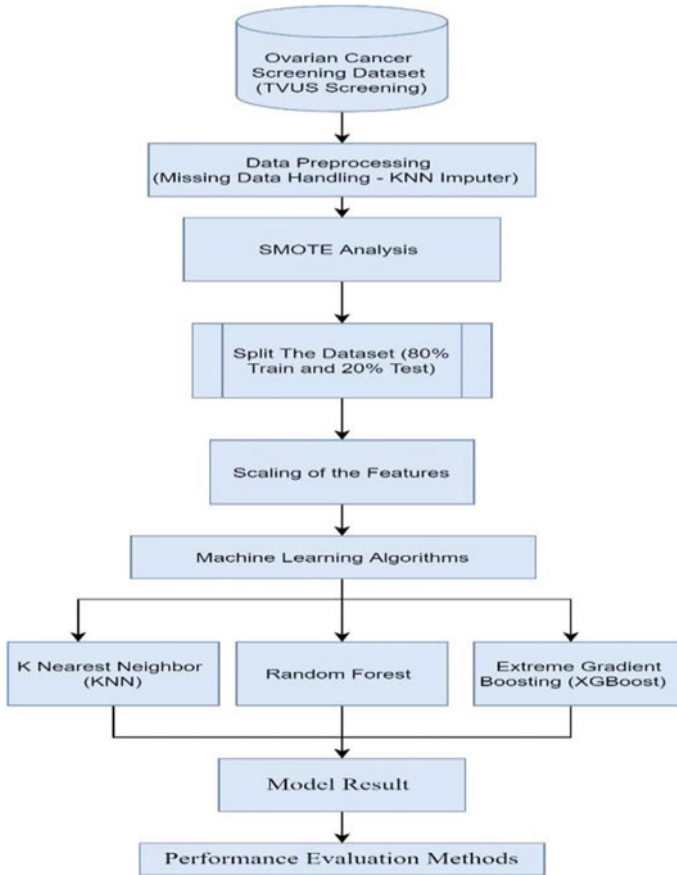 Ovarian Cancer
Screening Dataset
(TVUS Screening)
Data Preprocessing
(Missing Data Handling - KNN Imputer)
SMOTE Analysis
Split The Dataset (80%
Train and 20% Test)
Scaling of the Features
Machine Learning Algorithms
K Nearest Neighbor
(KNN)
Random Forest
Extreme Gradient
Boosting (XGBoost)
Model Result
Performance Evaluation Methods